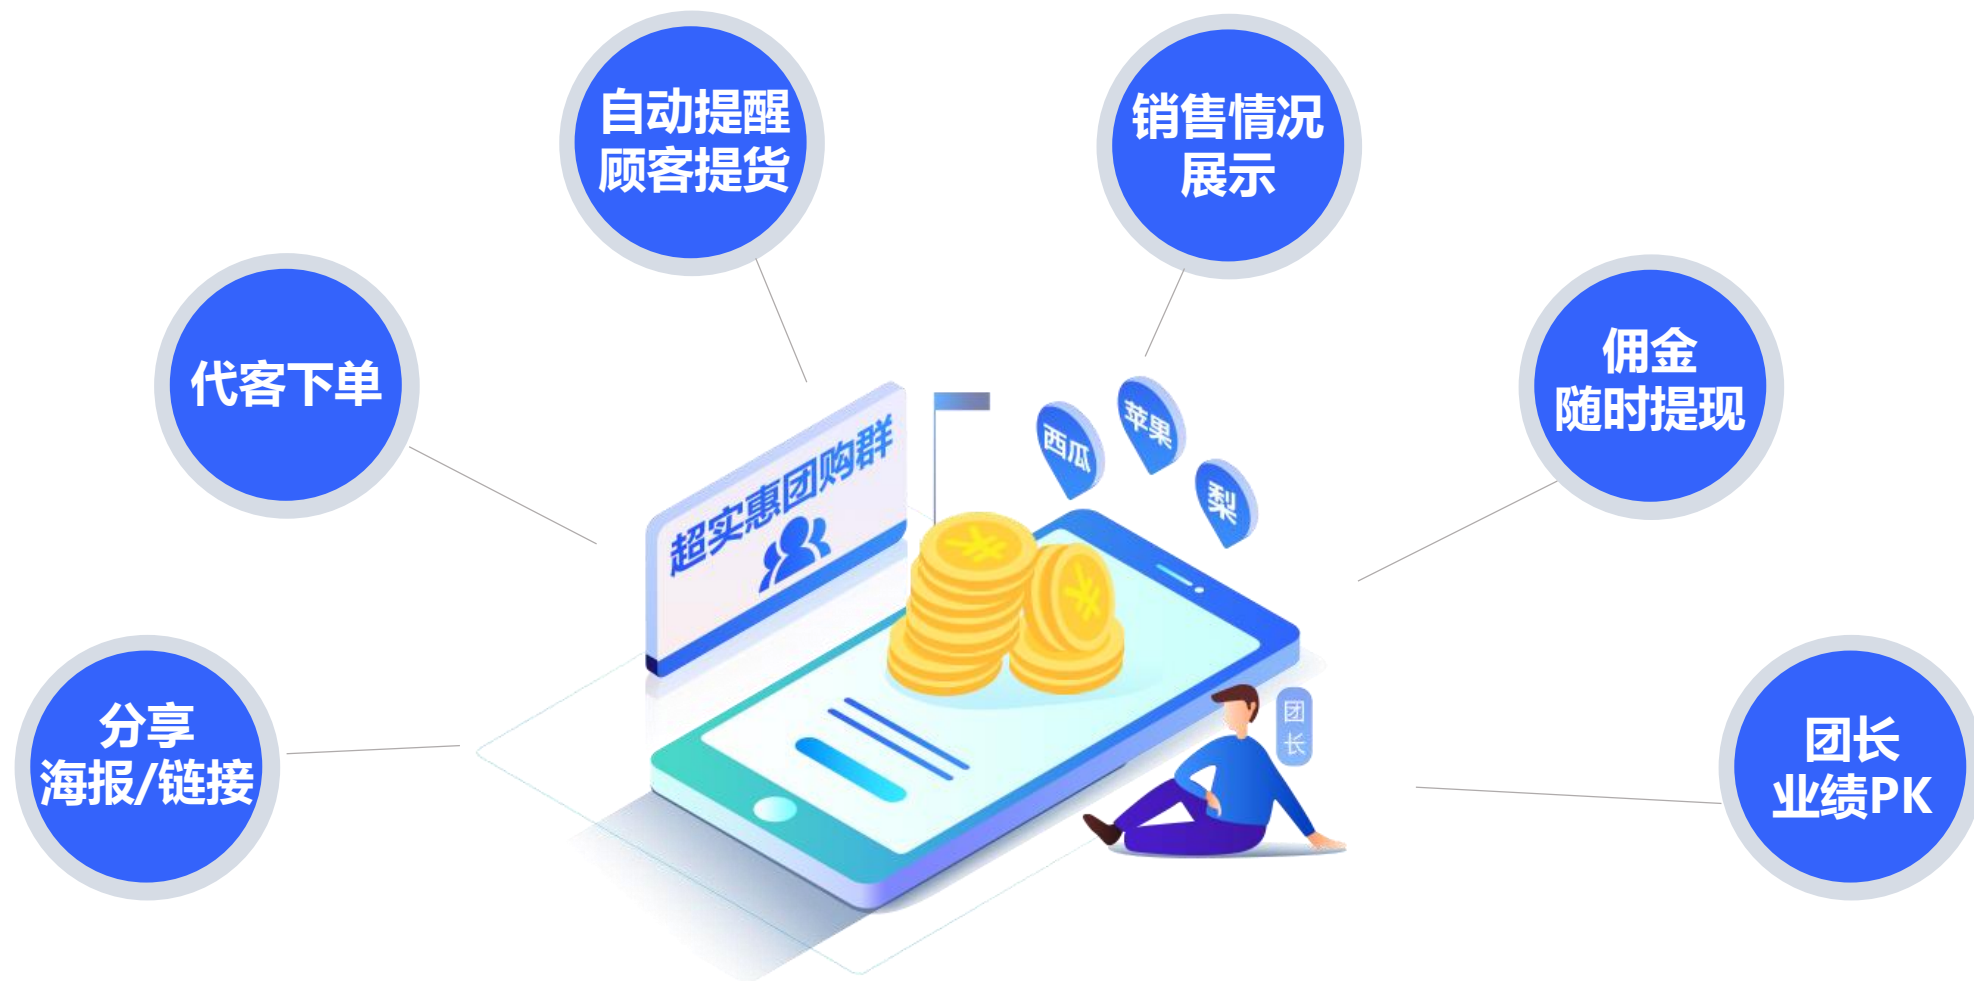 自动提醒
顾客提货
销售情况
展示
代客下单
佣金
随时提现
超实惠团购群
西瓜
苹果
梨
分享
海报/链接
团
长
团长
业绩PK